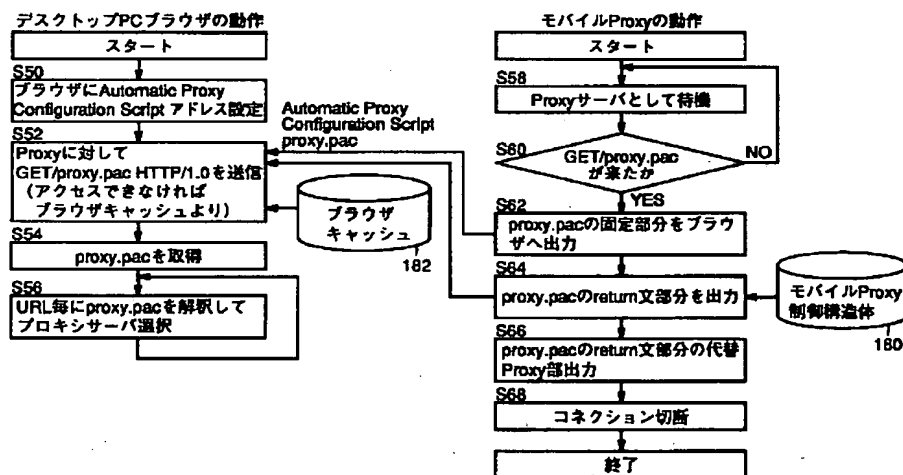 デスクトップPCブラウザの動作
スタート
S50
ブラウザにAutomatic Proxy
Configuration Script アドレス設定
S52
Proxyに対して
GET/proxy.pac HTTP/1.0を送信
(アクセスできなければ
ブラウザキャッシュより)
S54
proxy.pacを取得
S56
URL毎にproxy.pacを解釈して
プロキシサーバ選択
Automatic Proxy
Configuration Script
proxy.pac
ブラウザ
キャッシュ
182
モバイルProxyの動作
スタート
S58
Proxyサーバとして待機
S60
GET/proxy.pac
が来たか
NO
YES
S62
proxy.pacの固定部分をブラウ
ザへ出力
S64
proxy.pacのreturn文部分を出力
モバイルProxy
制御構造体
180
S66
proxy.pacのreturn文部分の代替
Proxy部出力
S68
コネクション切断
終了